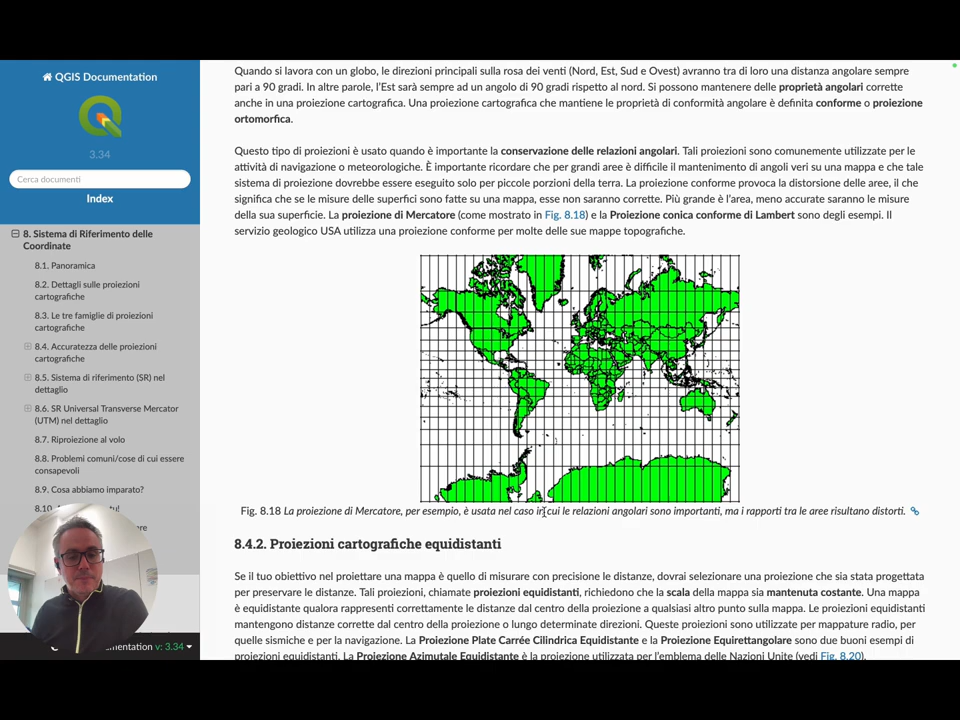 QGIS Documentation
3.34
Cerca documenti
Index
8. Sistema di Riferimento delle
Coordinate
8.1. Panoramica
8.2. Dettagli sulle proiezioni
cartografiche
8.3. Le tre famiglie di proiezioni
cartografiche
8.4. Accuratezza delle proiezioni
cartografiche
8.5. Sistema di riferimento (SR) nel
dettaglio
8.6. SR Universal Transverse Mercator
(UTM) nel dettaglio
8.7. Riproiezione al volo
8.8. Problemi comuni/cose di cui essere
consapevoli
8.9. Cosa abbiamo imparato?
8.10.
v: 3.34
Quando si lavora con un globo, le direzioni principali sulla rosa dei venti (Nord, Est, Sud e Ovest) avranno tra di loro una distanza angolare sempre
pari a 90 gradi. In altre parole, l'Est sarà sempre ad un angolo di 90 gradi rispetto al nord. Si possono mantenere delle proprietà angolari corrette
anche in una proiezione cartografica. Una proiezione cartografica che mantiene le proprietà di conformità angolare è definita conforme o proiezione
ortomorfica.
Questo tipo di proiezioni è usato quando è importante la conservazione delle relazioni angolari. Tali proiezioni sono comunemente utilizzate per le
attività di navigazione o meteorologiche. È importante ricordare che per grandi aree è difficile il mantenimento di angoli veri su una mappa e che tale
sistema di proiezione dovrebbe essere eseguito solo per piccole porzioni della terra. La proiezione conforme provoca la distorsione delle aree, il che
significa che se le misure delle superfici sono fatte su una mappa, esse non saranno corrette. Più grande è l'area, meno accurate saranno le misure
della sua superficie. La proiezione di Mercatore (come mostrato in Fig. 8.18) e la Proiezione conica conforme di Lambert sono degli esempi. Il
servizio geologico USA utilizza una proiezione conforme per molte delle sue mappe topografiche.
Fig. 8.18 La proiezione di Mercatore, per esempio, è usata nel caso in cui le relazioni angolari sono importanti, ma i rapporti tra le aree risultano distorti.
8.4.2. Proiezioni cartografiche equidistanti
Se il tuo obiettivo nel proiettare una mappa è quello di misurare con precisione le distanze, dovrai selezionare una proiezione che sia stata progettata
per preservare le distanze. Tali proiezioni, chiamate proiezioni equidistanti, richiedono che la scala della mappa sia mantenuta costante. Una mappa
è equidistante qualora rappresenti correttamente le distanze dal centro della proiezione a qualsiasi altro punto sulla mappa. Le proiezioni equidistanti
mantengono distanze corrette dal centro della proiezione o lungo determinate direzioni. Queste proiezioni sono utilizzate per mappature radio, per
quelle sismiche e per la navigazione. La Proiezione Plate Carrée Cilindrica Equidistante e la Proiezione Equirettangolare sono due buoni esempi di
proiezioni equidistanti. La Proiezione Azimutale Equidistante è la proiezione utilizzata per l'emblema delle Nazioni Unite (vedi Fig. 8.20).